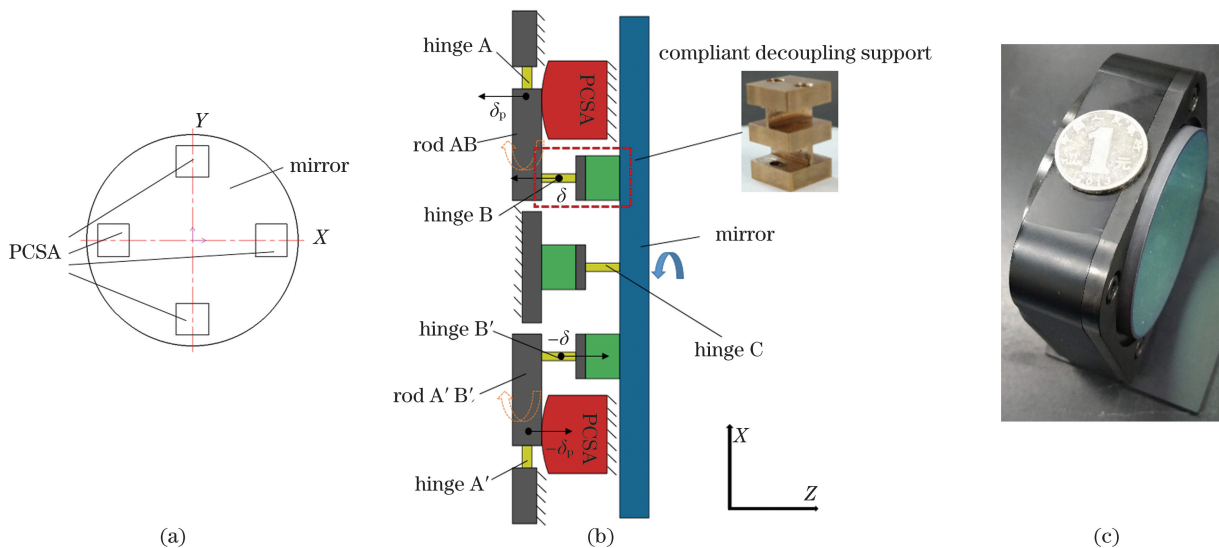 Y
mirror
X
PCSA
(a)
hinge A
δp
rod AB
hinge B
δ
PCSA
compliant decoupling support
mirror
hinge B′
−δ
hinge C
rod A′ B′
−δp
PCSA
hinge A′
X
Z
(b)
1
元
(c)